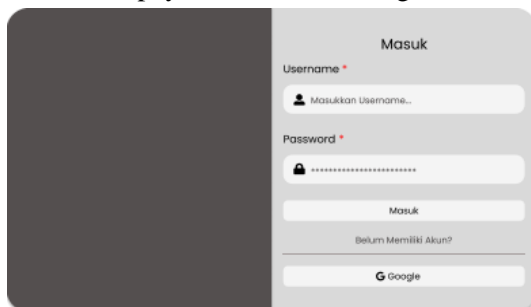 Masuk
Username *
Masukkan Username...
Password *
************************
Masuk
Belum Memiliki Akun?
Google